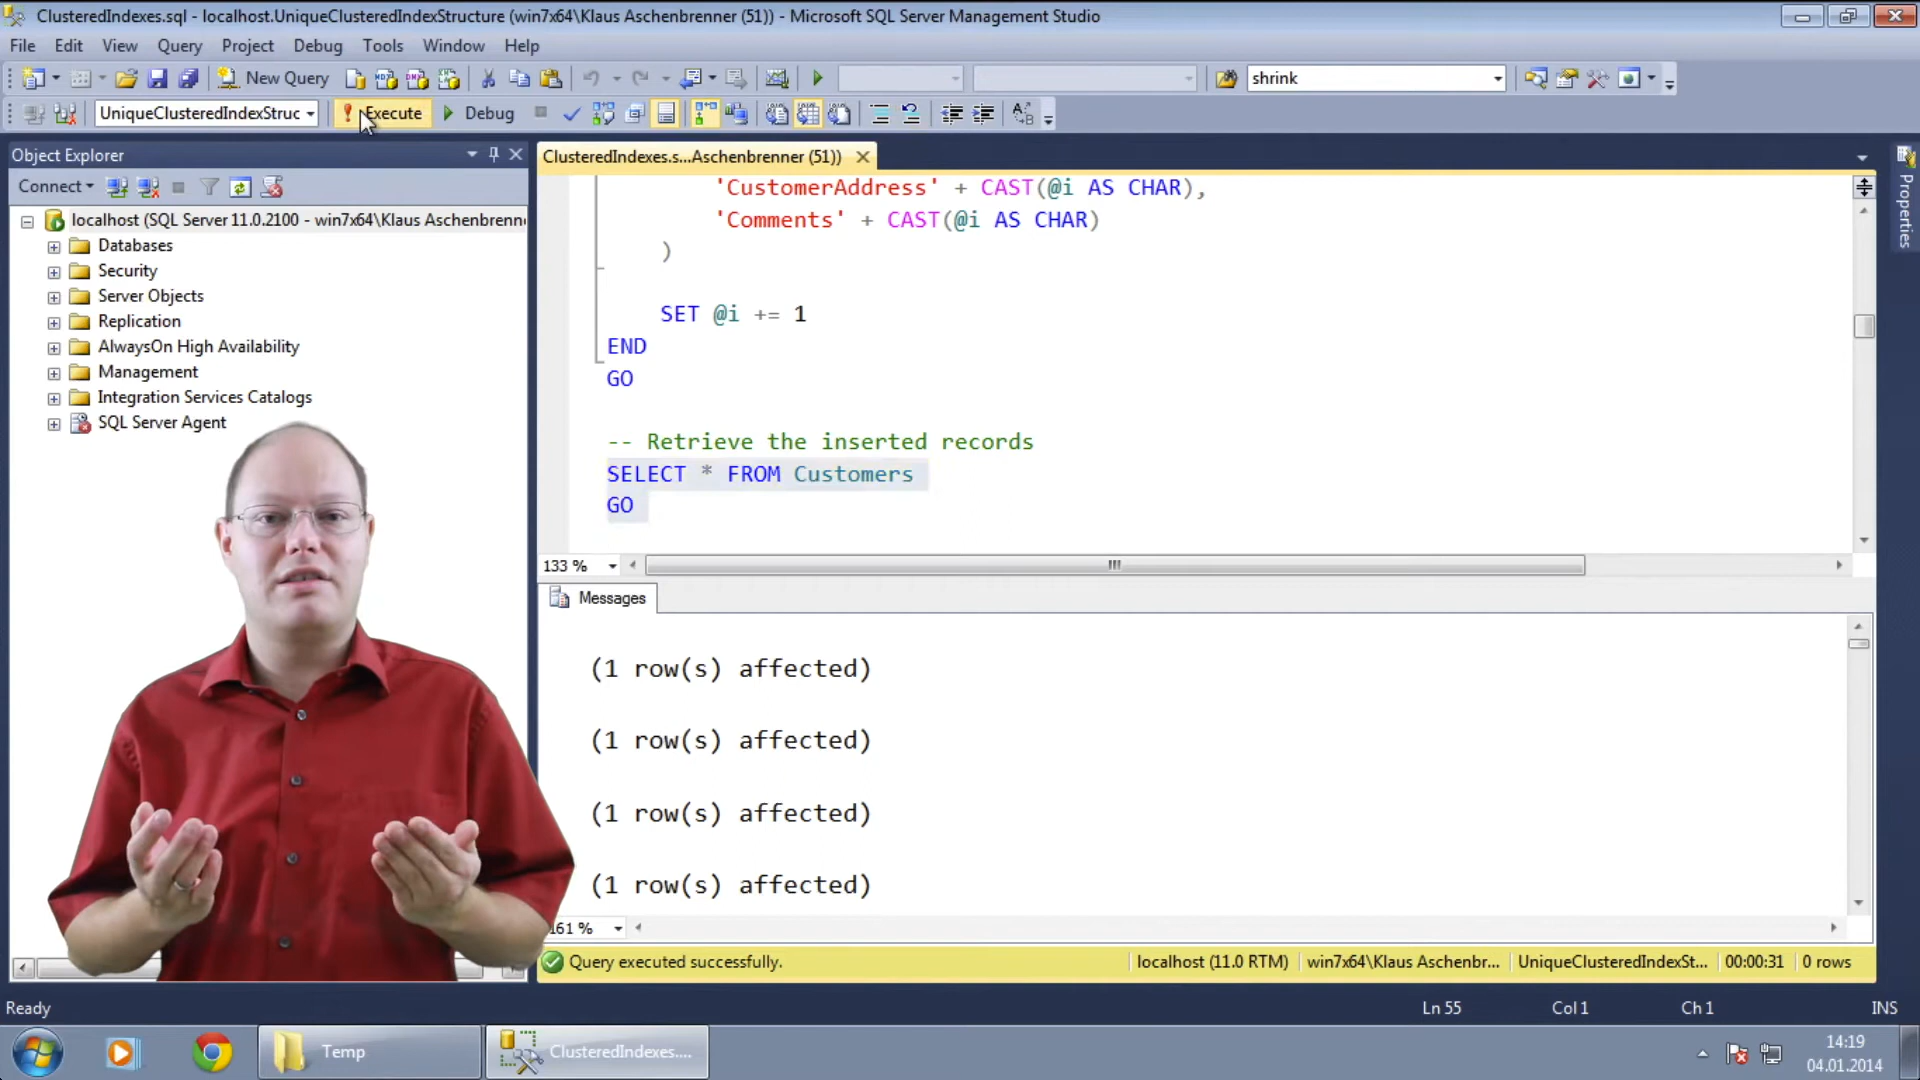 ClusteredIndexes.sql - localhost.UniqueClusteredIndexStructure (win7x64\Klaus Aschenbrenner (51)) - Microsoft SQL Server Management Studio
File Edit View Query Project Debug Tools Window Help
New Query shrink
UniqueClusteredIndexStruc Execute Debug
Object Explorer
Connect
localhost (SQL Server 11.0.2100 - win7x64\Klaus Aschenbrenne
Databases
Security
Server Objects
Replication
AlwaysOn High Availability
Management
Integration Services Catalogs
SQL Server Agent
ClusteredIndexes.s...Aschenbrenner (51))
Properties
'CustomerAddress' + CAST(@i AS CHAR),
'Comments' + CAST(@i AS CHAR)
)
SET @i += 1
END
GO
-- Retrieve the inserted records
SELECT * FROM Customers
GO
133 %
Messages
(1 row(s) affected)
(1 row(s) affected)
(1 row(s) affected)
(1 row(s) affected)
161 %
Query executed successfully. localhost (11.0 RTM) win7x64\Klaus Aschenbr... UniqueClusteredIndexSt... 00:00:31 0 rows
Ready Ln 55 Col 1 Ch 1 INS
Temp ClusteredIndexes....
14:19
04.01.2014